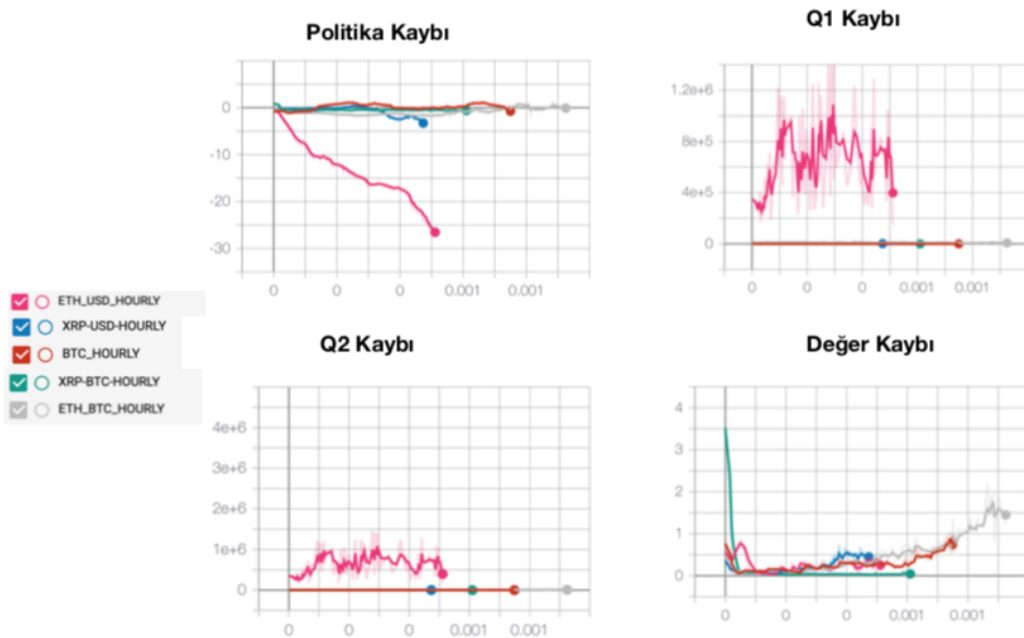 Politika Kaybı
0
-10
-20
-30
0 0 0 0.001 0.001
Q1 Kaybı
1.2e+6
8e+5
4e+5
0
0 0 0 0.001 0.001
ETH_USD_HOURLY
XRP-USD-HOURLY
BTC_HOURLY
XRP-BTC-HOURLY
ETH_BTC_HOURLY
Q2 Kaybı
4e+6
3e+6
2e+6
1e+6
0
0 0 0 0.001 0.001
Değer Kaybı
4
3
2
1
0
0 0 0 0.001 0.001